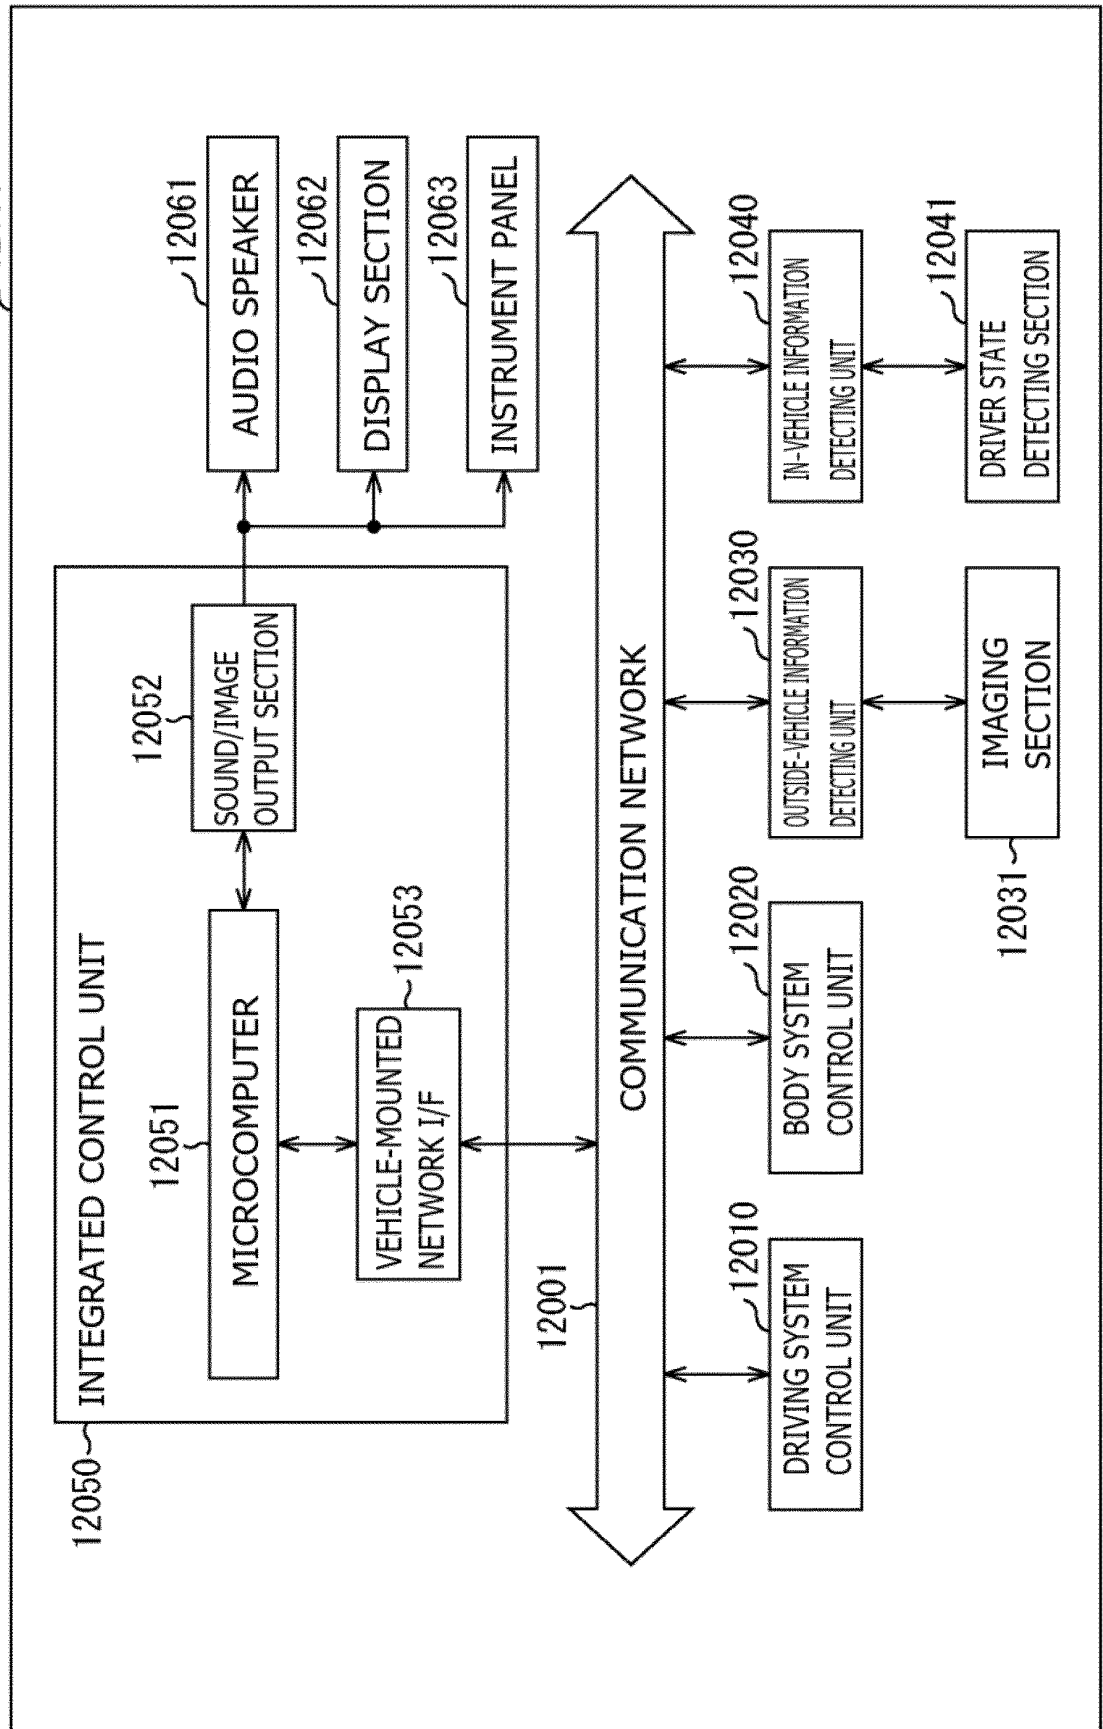 12050
INTEGRATED CONTROL UNIT
12051
MICROCOMPUTER
12052
SOUND/IMAGE
OUTPUT SECTION
12053
VEHICLE-MOUNTED
NETWORK I/F
12061
AUDIO SPEAKER
12062
DISPLAY SECTION
12063
INSTRUMENT PANEL
12001
COMMUNICATION NETWORK
12010
DRIVING SYSTEM
CONTROL UNIT
12020
BODY SYSTEM
CONTROL UNIT
12030
OUTSIDE-VEHICLE INFORMATION
DETECTING UNIT
12040
IN-VEHICLE INFORMATION
DETECTING UNIT
12031
IMAGING
SECTION
12041
DRIVER STATE
DETECTING SECTION